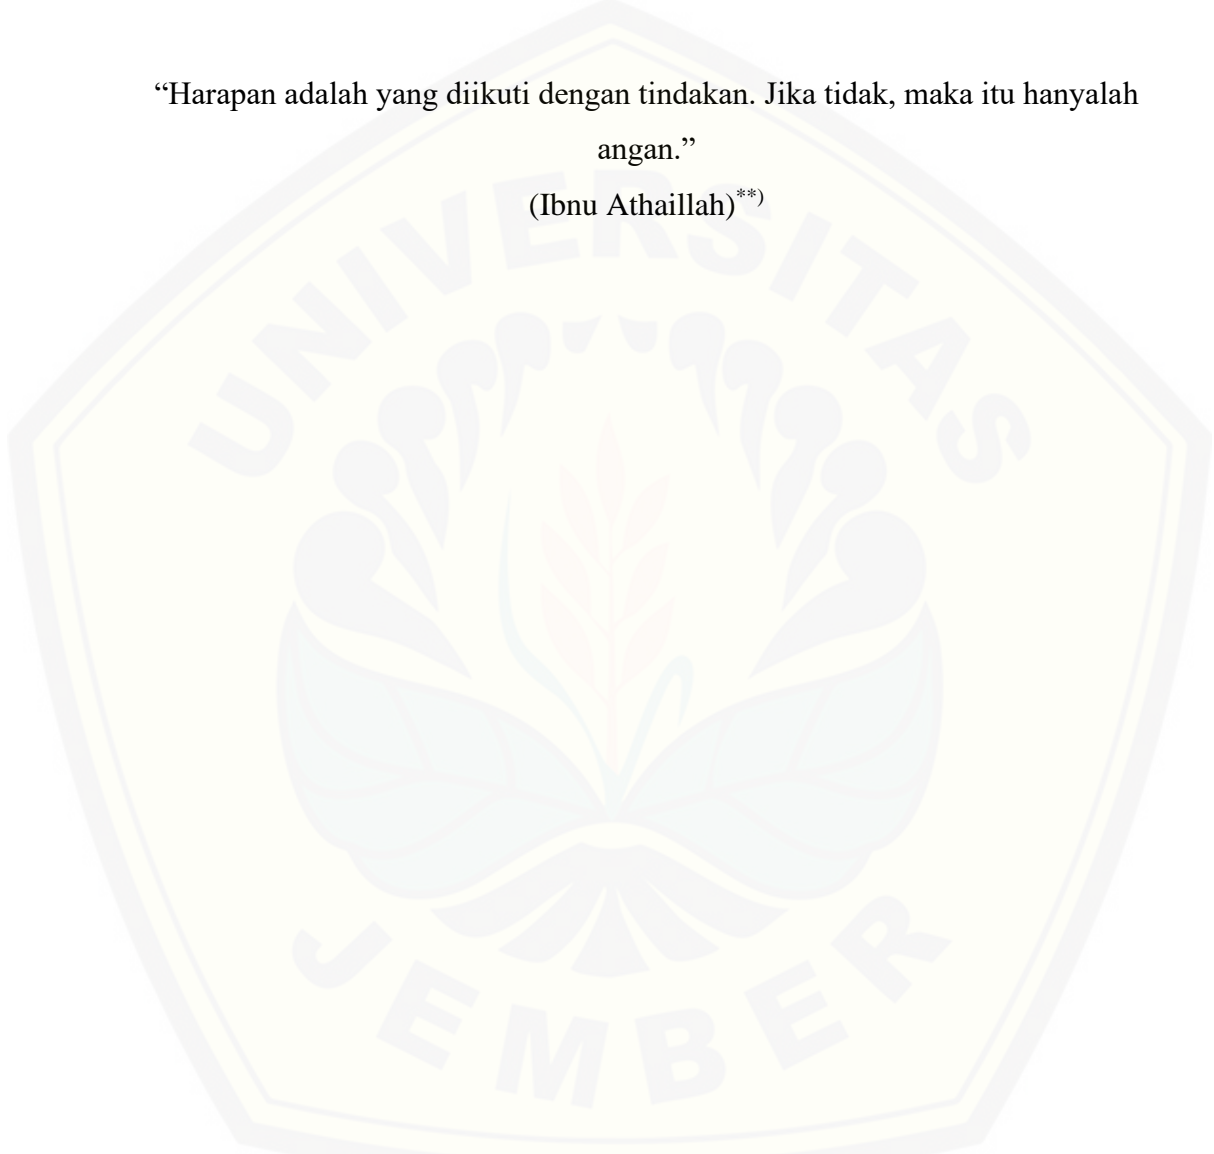 “Harapan adalah yang diikuti dengan tindakan. Jika tidak, maka itu hanyalah
angan.”
(Ibnu Athaillah)**)
UNIVERSITAS
JEMBER